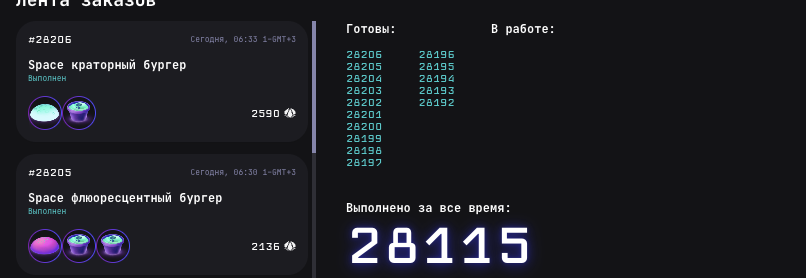 Лента заказов
#28206 Сегодня, 06:33 i-GMT+3
Space краторный бургер
Выполнен
2590
#28205 Сегодня, 06:30 i-GMT+3
Space флюоресцентный бургер
Выполнен
2136
Готовы: В работе:
28206 28196
28205 28195
28204 28194
28203 28193
28202 28192
28201
28200
28199
28198
28197
Выполнено за все время:
28115